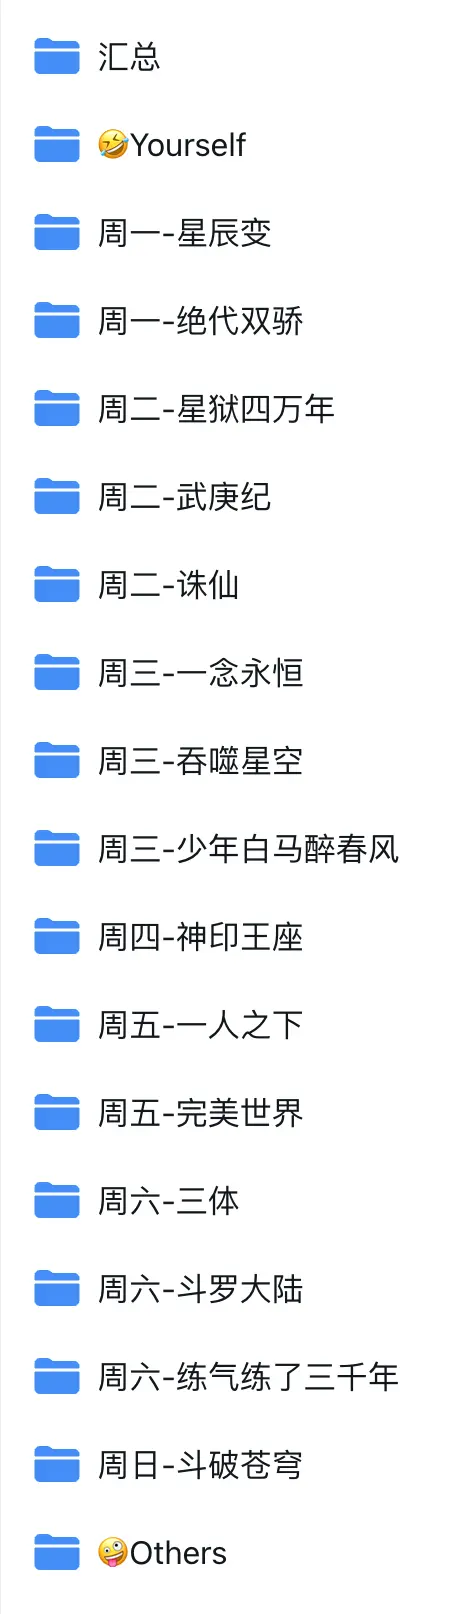 汇总
🤣Yourself
周一-星辰变
周一-绝代双骄
周二-星狱四万年
周二-武庚纪
周二-诛仙
周三-一念永恒
周三-吞噬星空
周三-少年白马醉春风
周四-神印王座
周五-一人之下
周五-完美世界
周六-三体
周六-斗罗大陆
周六-练气练了三千年
周日-斗破苍穹
🤪Others